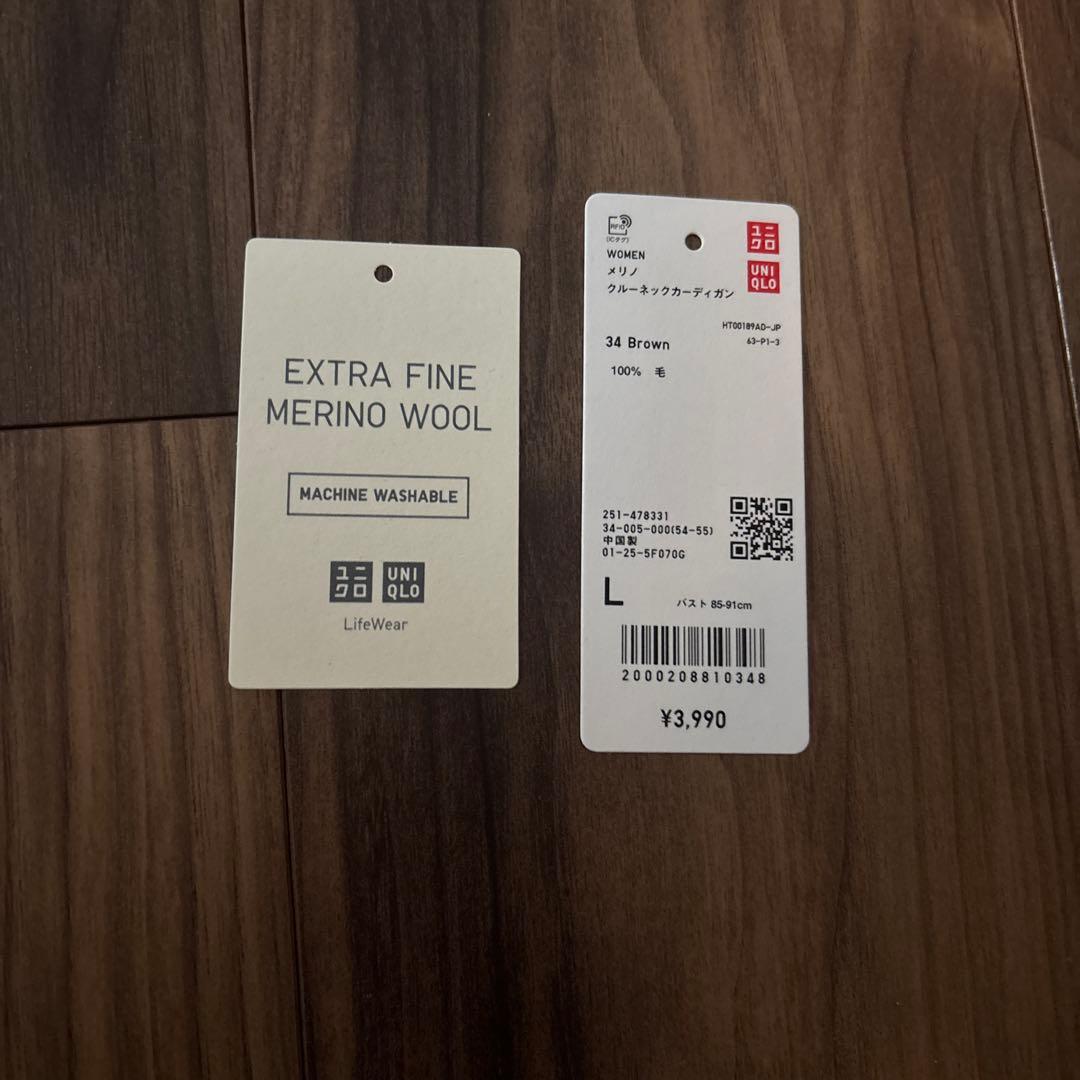 EXTRA FINE
MERINO WOOL
MACHINE WASHABLE
ユニ
クロ
UNI
QLO
LifeWear
RFID
(ICタグ)
ユニ
クロ
UNI
QLO
WOMEN
メリノ
クルーネックカーディガン
HT00189AD-JP
63-P1-3
34 Brown
100% 毛
251-478331
34-005-000(54-55)
中国製
01-25-5F070G
L
バスト 85-91cm
2000208810348
¥3,990